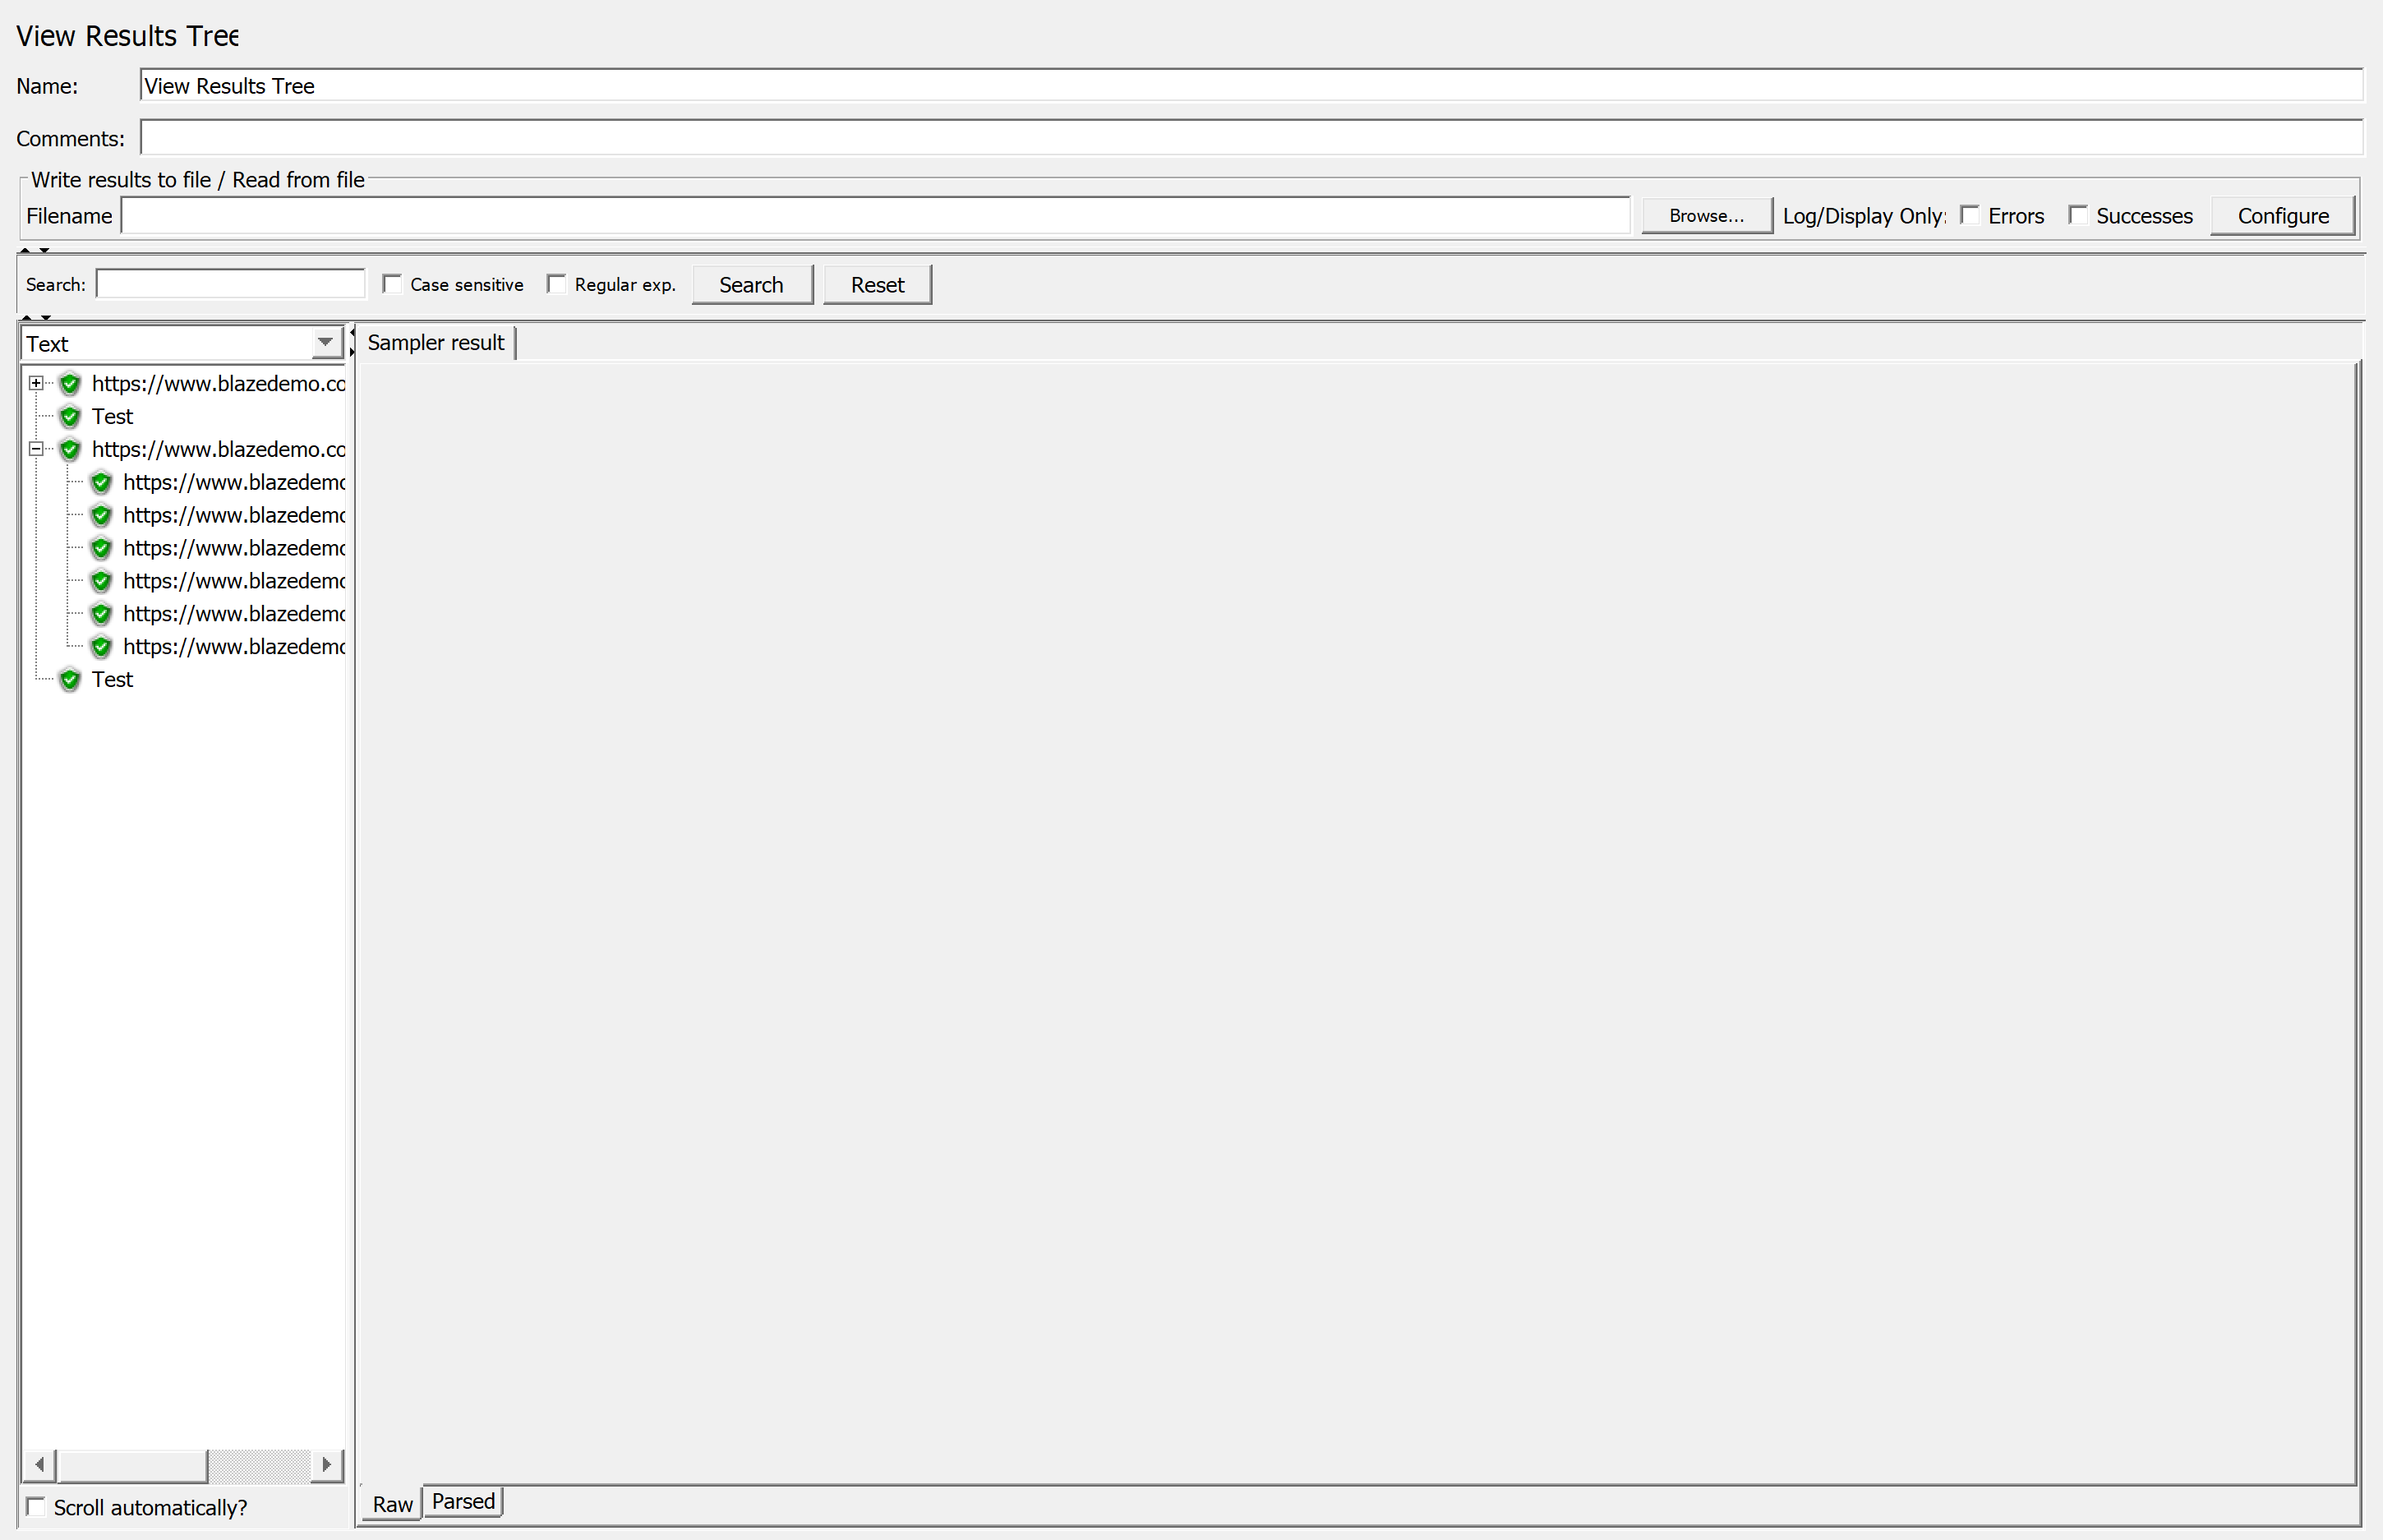 View Results Tree
Name: View Results Tree
Comments:
Write results to file / Read from file
Filename Browse... Log/Display Only: Errors Successes Configure
Search: Case sensitive Regular exp. Search Reset
Text Sampler result
https://www.blazedemo.co
Test
https://www.blazedemo.co
https://www.blazedemo
https://www.blazedemo
https://www.blazedemo
https://www.blazedemo
https://www.blazedemo
https://www.blazedemo
Test
Scroll automatically? Raw Parsed